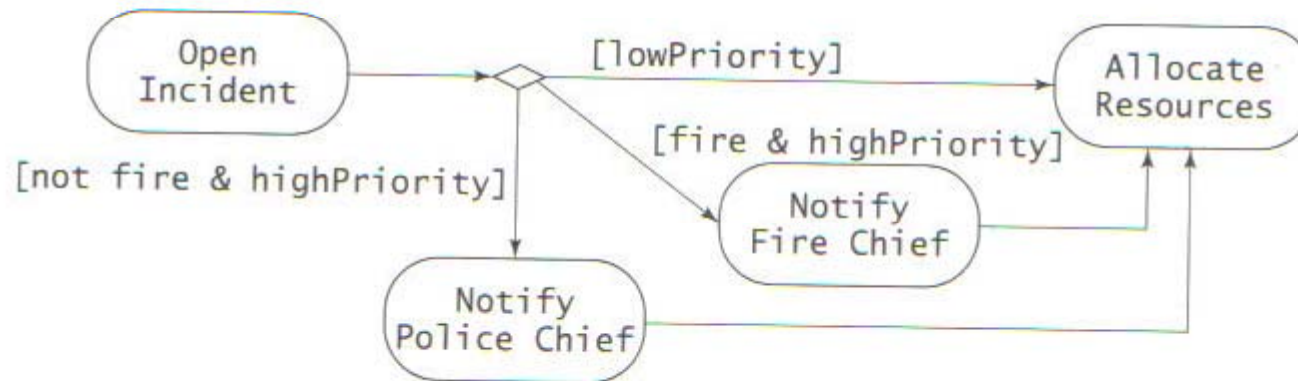 Open
Incident
[lowPriority]
Allocate
Resources
[fire & highPriority]
[not fire & highPriority]
Notify
Fire Chief
Notify
Police Chief